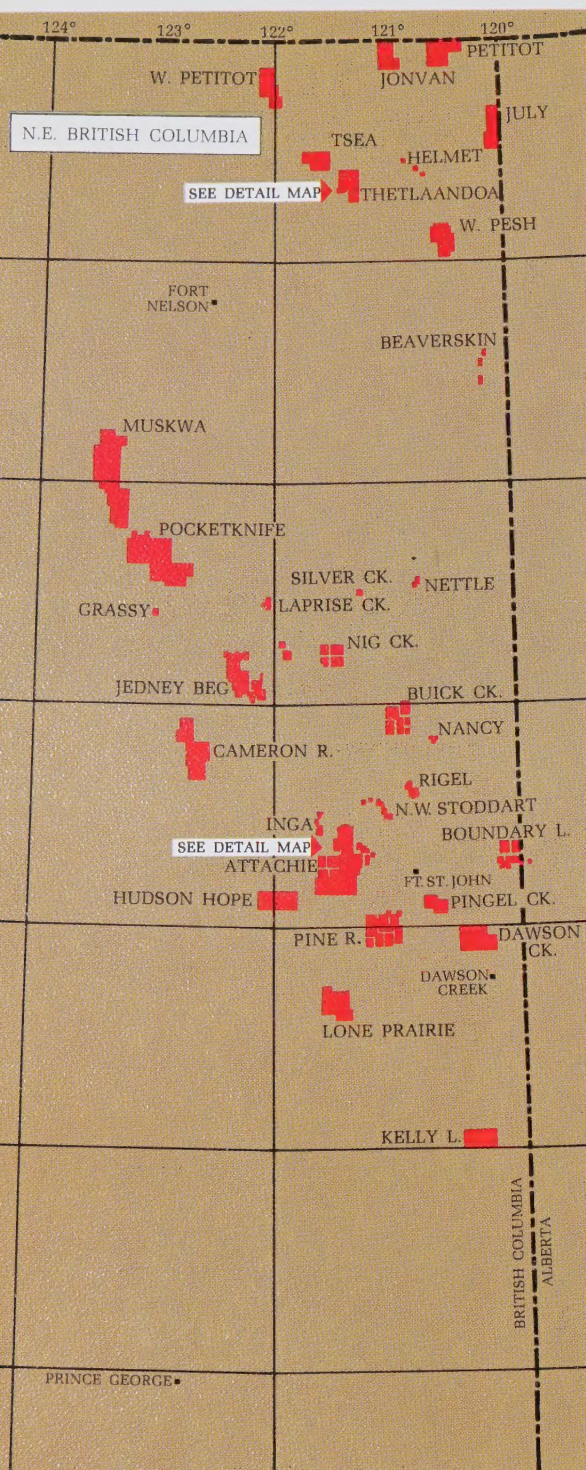 124° 123° 122° 121° 120°
PETITOT
W. PETITOT
JONVAN
JULY
N.E. BRITISH COLUMBIA
TSEA
HELMET
SEE DETAIL MAP
THETLAANDOA
W. PESH
FORT
NELSON
BEAVERSKIN
MUSKWA
POCKETKNIFE
SILVER CK.
NETTLE
GRASSY
LAPRISE CK.
NIG CK.
JEDNEY BEG
BUICK CK.
NANCY
CAMERON R.
RIGEL
N.W. STODDART
INGA
BOUNDARY L.
SEE DETAIL MAP
ATTACHIE
FT. ST. JOHN
HUDSON HOPE
PINGEL CK.
PINE R.
DAWSON
CK.
DAWSON
CREEK
LONE PRAIRIE
KELLY L.
BRITISH COLUMBIA
ALBERTA
PRINCE GEORGE